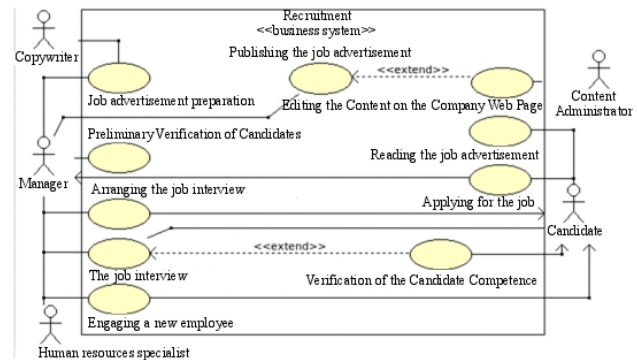 Recruitment
<<business system>>
Copywriter
Publishing the job advertisement
<<extend>>
Job advertisement preparation
Editing the Content on the Company Web Page
Content
Administrator
Preliminary Verification of Candidates
Reading the job advertisement
Manager
Arranging the job interview
Applying for the job
Candidate
<<extend>>
The job interview
Verification of the Candidate Competence
Engaging a new employee
Human resources specialist